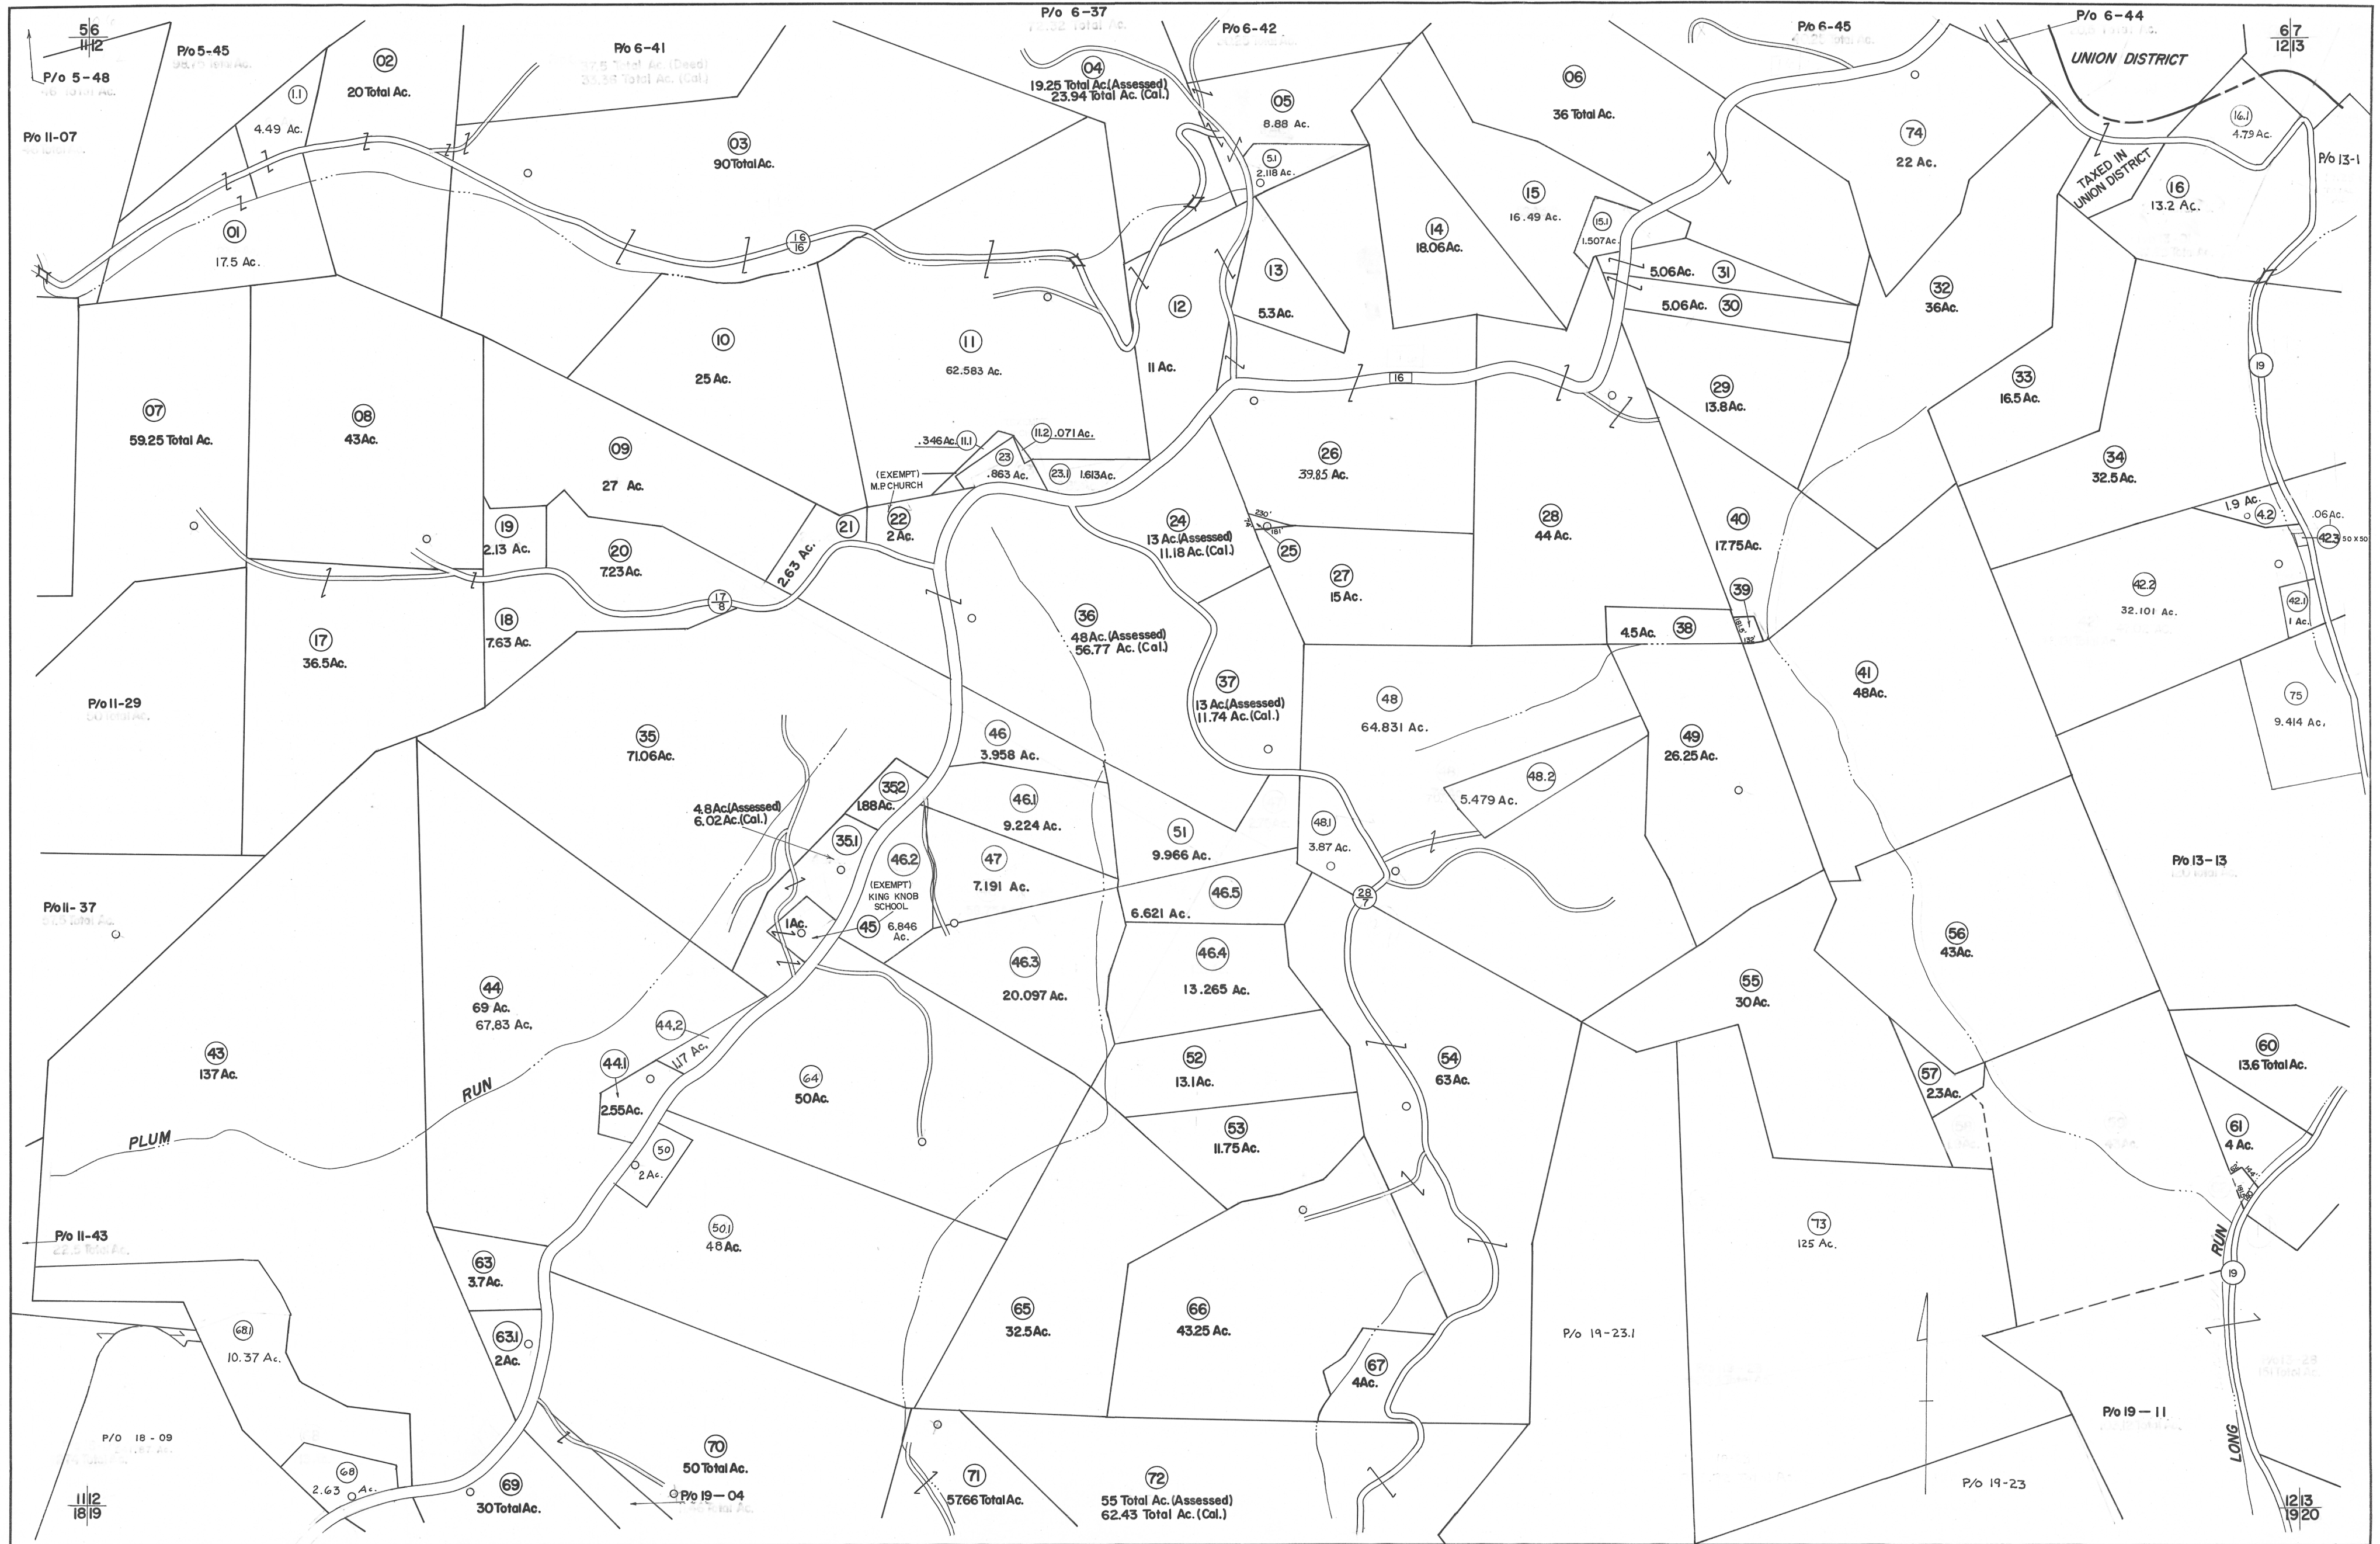 5|6
11|12
P/o 5-48
P/o 5-45
P/o 11-07
1.1
4.49 Ac.
02
20 Total Ac.
P/o 6-41
P/o 6-37
04
19.25 Total Ac.(Assessed)
23.94 Total Ac. (Cal.)
P/o 6-42
05
8.88 Ac.
5.1
2.118 Ac.
06
36 Total Ac.
P/o 6-45
P/o 6-44
UNION DISTRICT
6|7
12|13
74
22 Ac.
16.1
4.79 Ac.
P/o 13-1
TAXED IN
UNION DISTRICT
16
13.2 Ac.
01
17.5 Ac.
03
90 Total Ac.
16
16
14
18.06 Ac.
15
16.49 Ac.
15.1
1.507 Ac.
5.06 Ac. 31
5.06 Ac. 30
32
36 Ac.
13
5.3 Ac.
12
11 Ac.
10
25 Ac.
11
62.583 Ac.
16
29
13.8 Ac.
33
16.5 Ac.
19
07
59.25 Total Ac.
08
43 Ac.
09
27 Ac.
.346 Ac. 11.1
11.2 .071 Ac.
23
.863 Ac.
23.1 1.613 Ac.
(EXEMPT)
M.P. CHURCH
22
2 Ac.
21
2.63 Ac.
19
2.13 Ac.
20
7.23 Ac.
17
8
18
7.63 Ac.
17
36.5 Ac.
26
39.85 Ac.
24
13 Ac.(Assessed)
11.18 Ac. (Cal.)
230'
181'
25
27
15 Ac.
28
44 Ac.
40
17.75 Ac.
39
132'
4.5 Ac. 38
34
32.5 Ac.
1.9 Ac.
4.2
.06 Ac.
42.3 50 X 50
42.2
32.101 Ac.
42.1
1 Ac.
36
48 Ac.(Assessed)
56.77 Ac. (Cal.)
37
13 Ac.(Assessed)
11.74 Ac. (Cal.)
48
64.831 Ac.
41
48 Ac.
75
9.414 Ac.
P/o 11-29
35
71.06 Ac.
46
3.958 Ac.
49
26.25 Ac.
48.2
5.479 Ac.
35.2
1.88 Ac.
4.8 Ac.(Assessed)
6.02 Ac.(Cal.)
35.1
46.1
9.224 Ac.
51
9.966 Ac.
48.1
3.87 Ac.
46.2
(EXEMPT)
KING KNOB
SCHOOL
45 6.846
Ac.
1 Ac.
47
7.191 Ac.
46.5
6.621 Ac.
28
7
P/o 13-13
P/o 11-37
46.3
20.097 Ac.
46.4
13.265 Ac.
56
43 Ac.
55
30 Ac.
44
69 Ac.
67.83 Ac.
44.2
1.17 Ac.
44.1
2.55 Ac.
43
137 Ac.
64
50 Ac.
52
13.1 Ac.
54
63 Ac.
57
2.3 Ac.
60
13.6 Total Ac.
PLUM
RUN
50
2 Ac.
53
11.75 Ac.
61
4 Ac.
144'
P/o 11-43
50.1
48 Ac.
73
125 Ac.
RUN
19
63
3.7 Ac.
63.1
2 Ac.
65
32.5 Ac.
66
43.25 Ac.
P/o 19-23.1
68.1
10.37 Ac.
67
4 Ac.
P/o 18-09
P/o 19-11
LONG
68
2.63 Ac.
11|12
18|19
69
30 Total Ac.
70
50 Total Ac.
P/o 19-04
71
57.66 Total Ac.
72
55 Total Ac. (Assessed)
62.43 Total Ac. (Cal.)
P/o 19-23
12|13
19|20